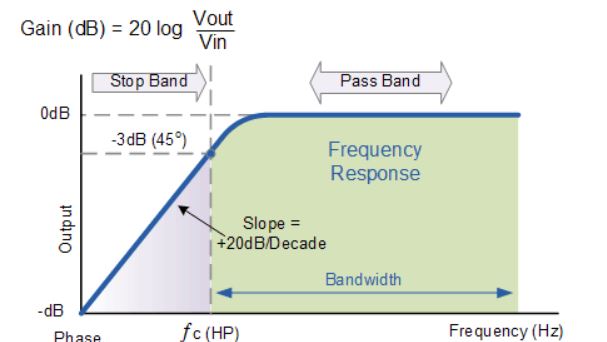 Gain (dB) = 20 log Vout
Vin
Stop Band
Pass Band
0dB
-3dB (45°)
Frequency
Response
Slope =
+20dB/Decade
Output
Bandwidth
-dB
Phase
fc (HP)
Frequency (Hz)